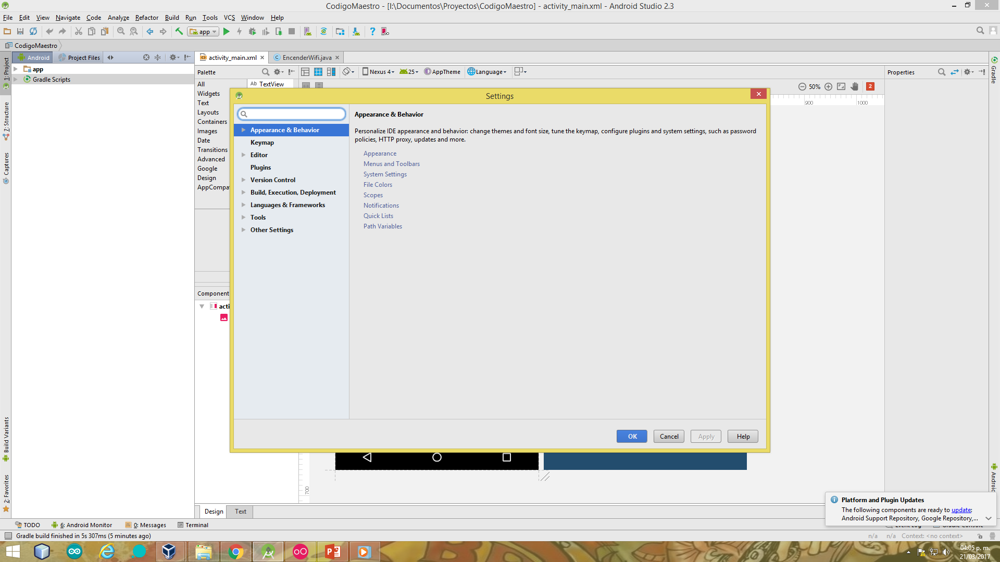 CodigoMaestro - [I:\Documentos\Proyectos\CodigoMaestro] - activity_main.xml - Android Studio 2.3
File Edit View Navigate Code Analyze Refactor Build Run Tools VCS Window Help
app
CodigoMaestro
Android Project Files
activity_main.xml EncenderWifi.java
1: Project
7: Structure
Captures
Build Variants
2: Favorites
app
Gradle Scripts
Palette
Nexus 4 25 AppTheme Language
Properties
Gradle
All
Widgets
Text
Layouts
Containers
Images
Date
Transitions
Advanced
Google
Design
AppCompa
Ab TextView
50% 2
900 1000
Settings
Appearance & Behavior
Keymap
Editor
Plugins
Version Control
Build, Execution, Deployment
Languages & Frameworks
Tools
Other Settings
Appearance & Behavior
Personalize IDE appearance and behavior: change themes and font size, tune the keymap, configure plugins and system settings, such as password
policies, HTTP proxy, updates and more.
Appearance
Menus and Toolbars
System Settings
File Colors
Scopes
Notifications
Quick Lists
Path Variables
OK Cancel Apply Help
Component
acti
700
Design Text
Android
Platform and Plugin Updates
The following components are ready to update:
Android Support Repository, Google Repository,...
TODO 6: Android Monitor 0: Messages Terminal Event Log Gradle Console
Gradle build finished in 5s 307ms (5 minutes ago)
n/a n/a Context: <no context>
04:05 p. m.
21/03/2017